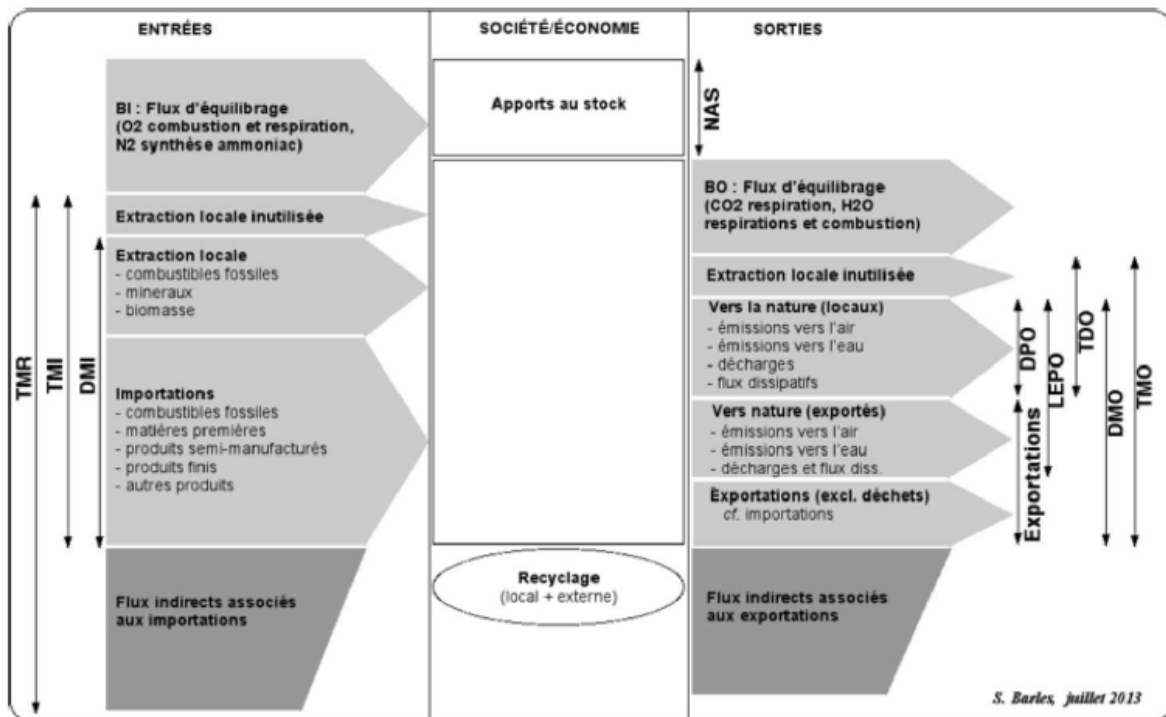 ENTRÉES
SOCIÉTÉ/ÉCONOMIE
SORTIES
BI : Flux d'équilibrage
(O2 combustion et respiration,
N2 synthèse ammoniac)
Extraction locale inutilisée
Extraction locale
- combustibles fossiles
- mineraux
- biomasse
Importations
- combustibles fossiles
- matières premières
- produits semi-manufacturés
- produits finis
- autres produits
Flux indirects associés
aux importations
TMR
TMI
DMI
Apports au stock
Recyclage
(local + externe)
NAS
BO : Flux d'équilibrage
(CO2 respiration, H2O
respirations et combustion)
Extraction locale inutilisée
Vers la nature (locaux)
- émissions vers l'air
- émissions vers l'eau
- décharges
- flux dissipatifs
Vers nature (exportés)
- émissions vers l'air
- émissions vers l'eau
- décharges et flux diss.
Exportations (excl. déchets)
cf. importations
Flux indirects associés
aux exportations
DPO
LEPO
TDO
DMO
TMO
Exportations
S. Barles, juillet 2013